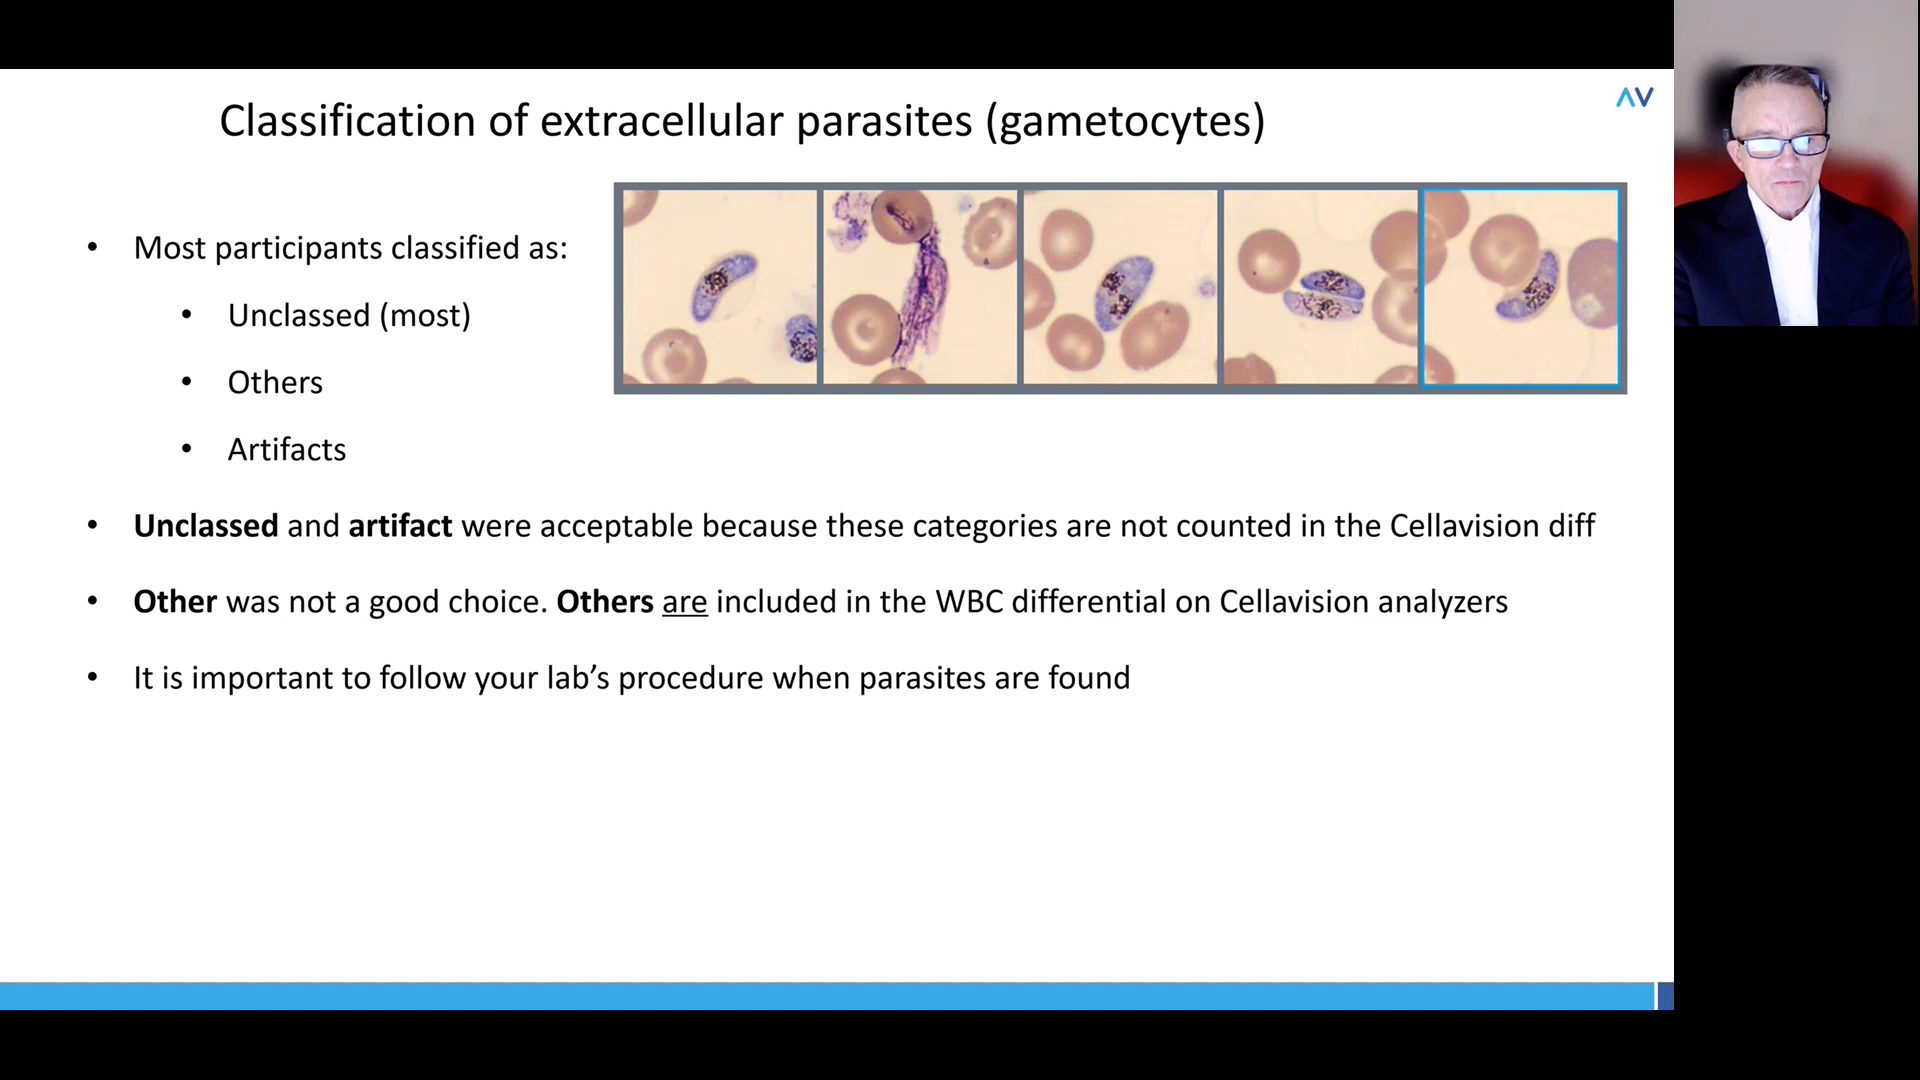 Classification of extracellular parasites (gametocytes)
• Most participants classified as:
• Unclassed (most)
• Others
• Artifacts
• Unclassed and artifact were acceptable because these categories are not counted in the Cellavision diff
• Other was not a good choice. Others are included in the WBC differential on Cellavision analyzers
• It is important to follow your lab’s procedure when parasites are found